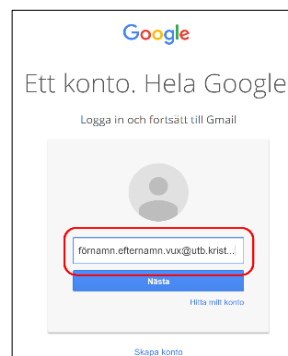 Google
Ett konto. Hela Google
Logga in och fortsätt till Gmail
förnamn.efternamn.vux@utb.krist...
Nästa
Hitta mitt konto
Skapa konto